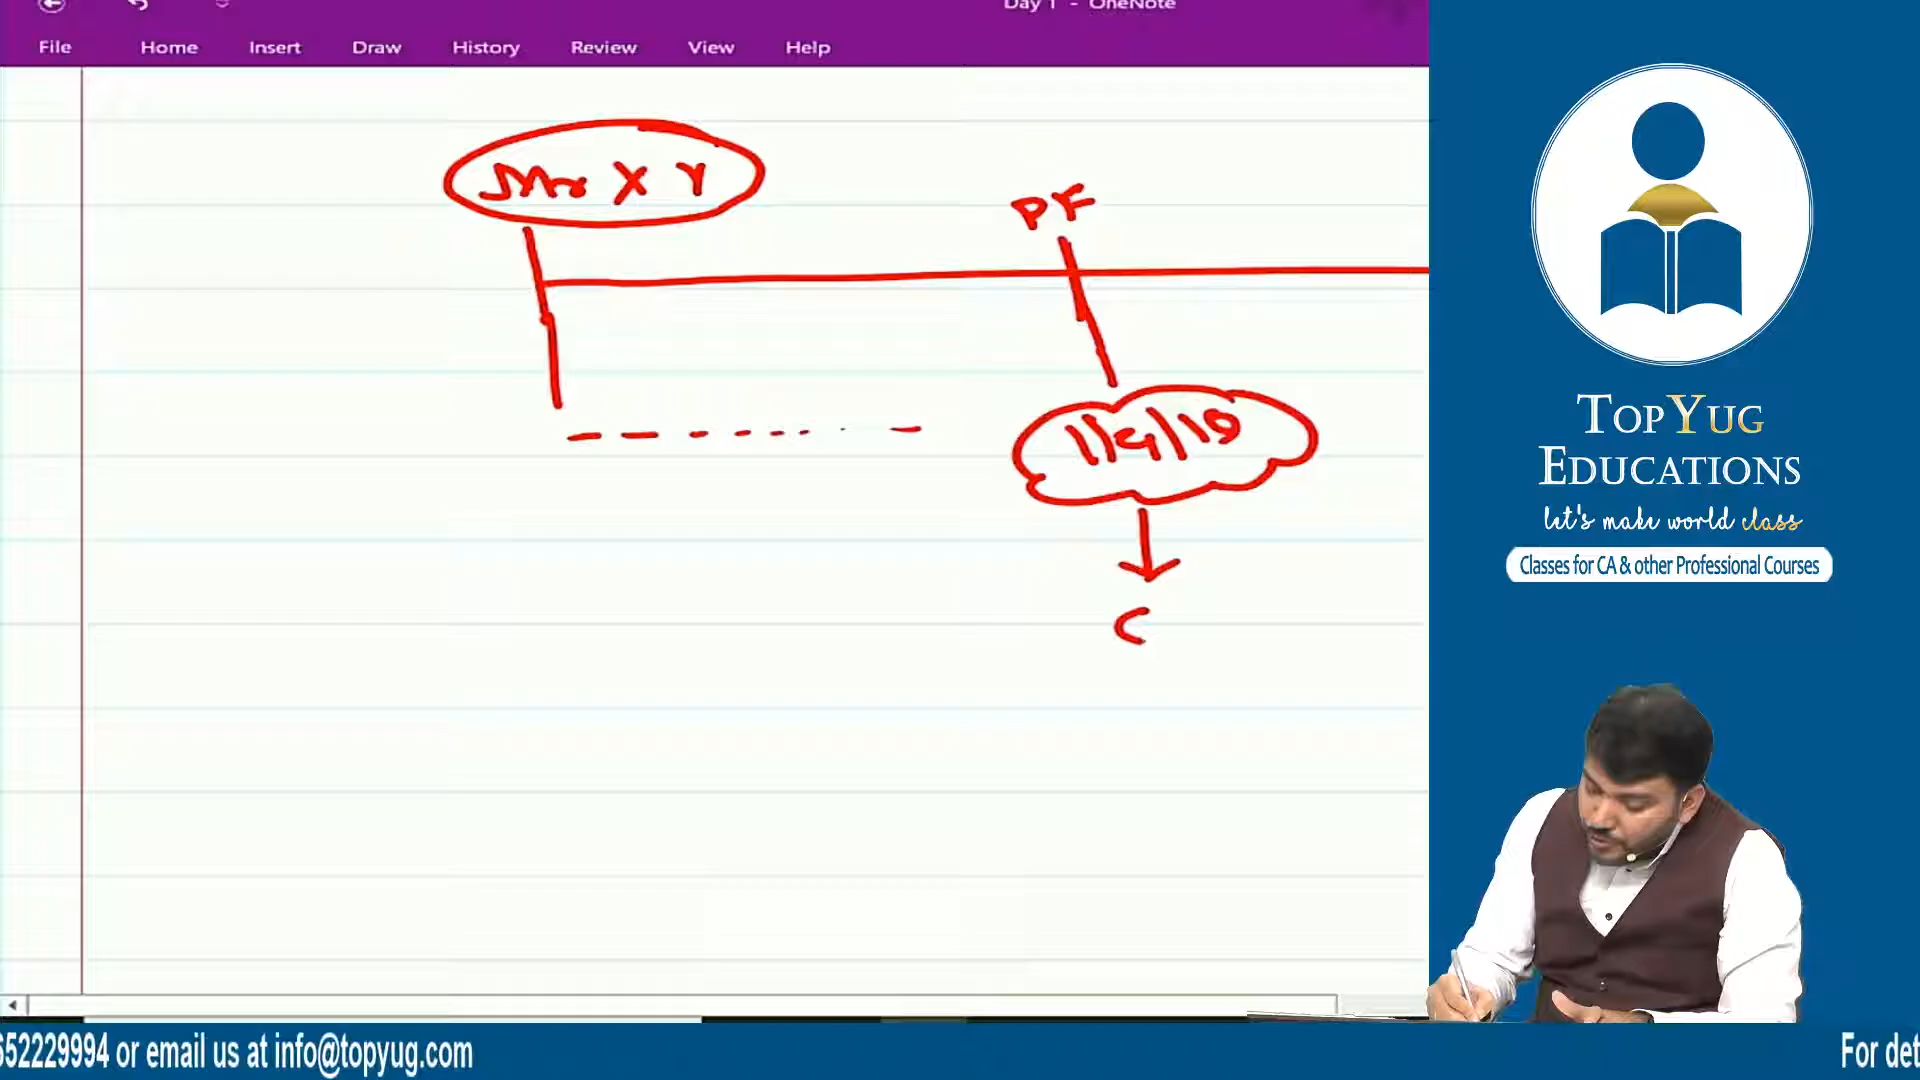 Day 1 - OneNote
File Home Insert Draw History Review View Help
Mr X Y
PF
1/4/19
C
TOPYUG
EDUCATIONS
let's make world class
Classes for CA & other Professional Courses
652229994 or email us at info@topyug.com
For det